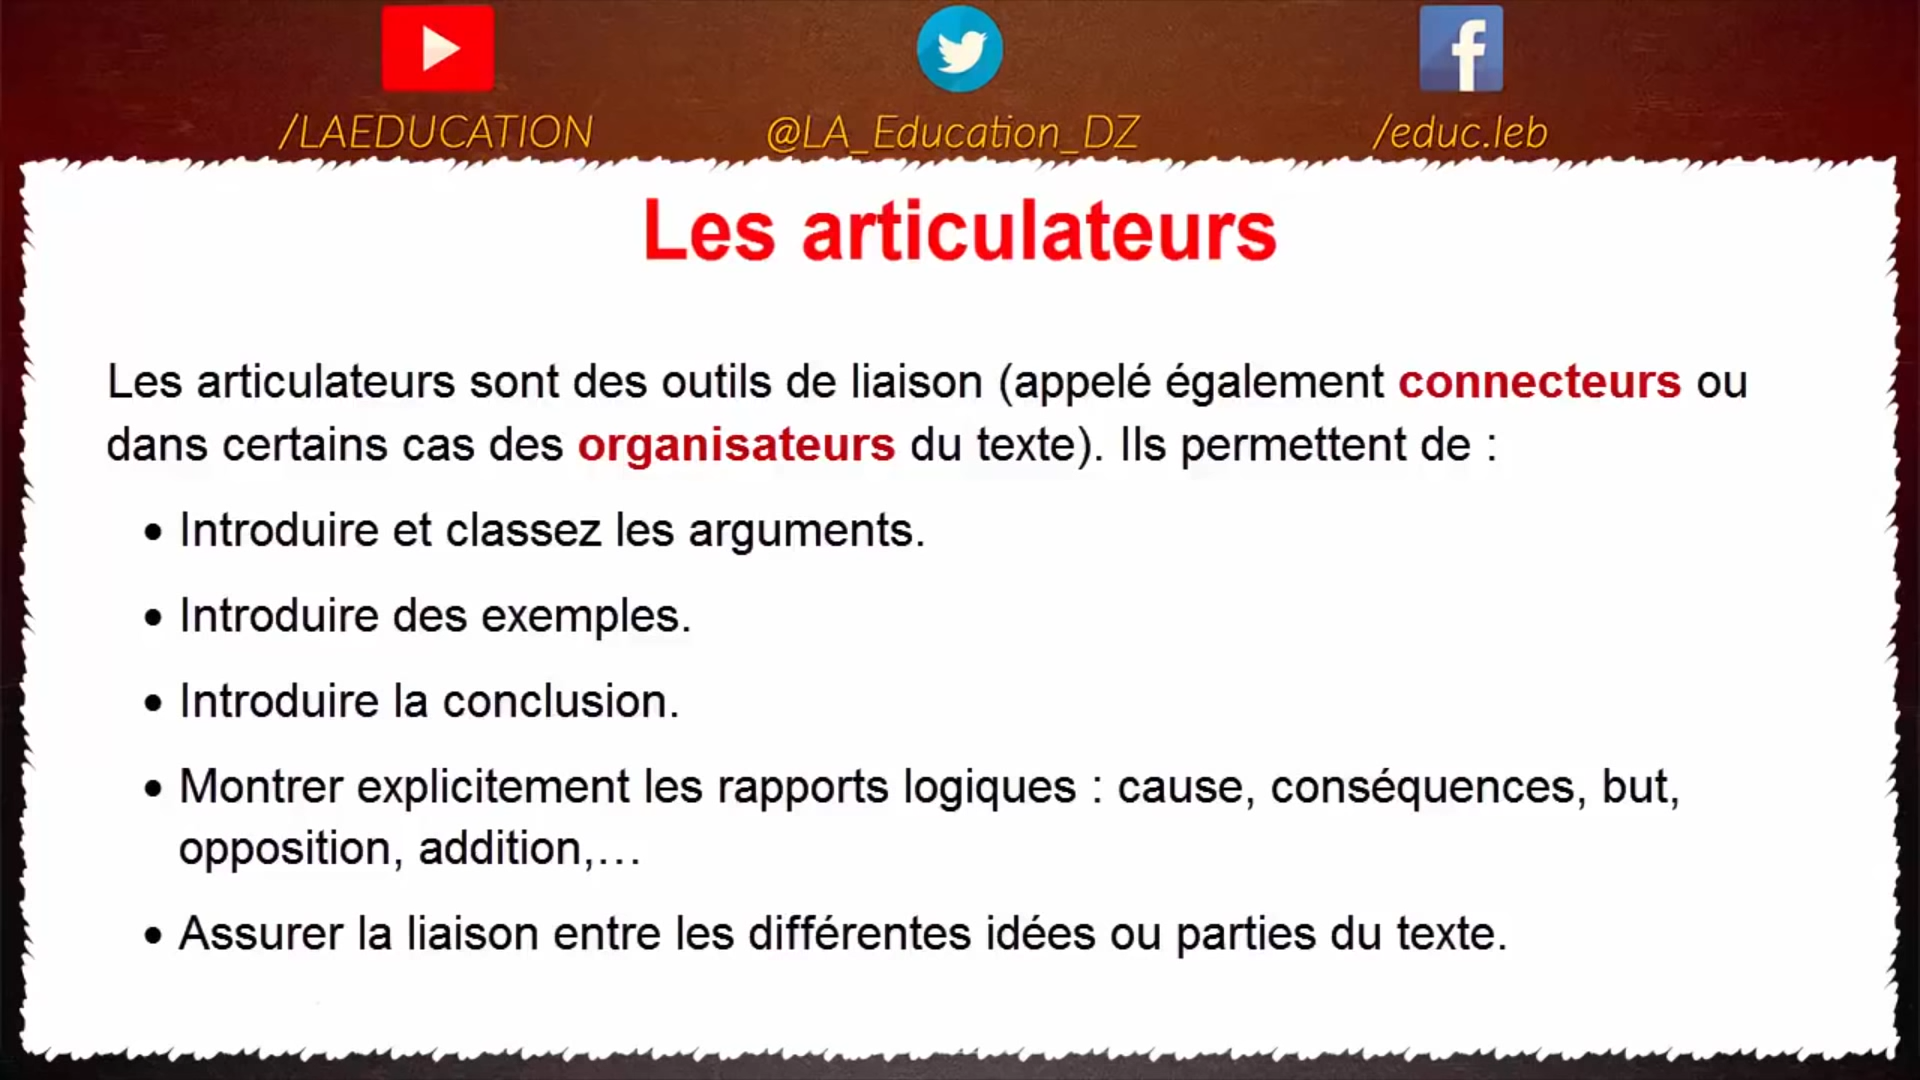 /LAEDUCATION
@LA_Education_DZ
/educ.leb
Les articulateurs
Les articulateurs sont des outils de liaison (appelé également connecteurs ou
dans certains cas des organisateurs du texte). Ils permettent de :
• Introduire et classez les arguments.
• Introduire des exemples.
• Introduire la conclusion.
• Montrer explicitement les rapports logiques : cause, conséquences, but,
opposition, addition,…
• Assurer la liaison entre les différentes idées ou parties du texte.